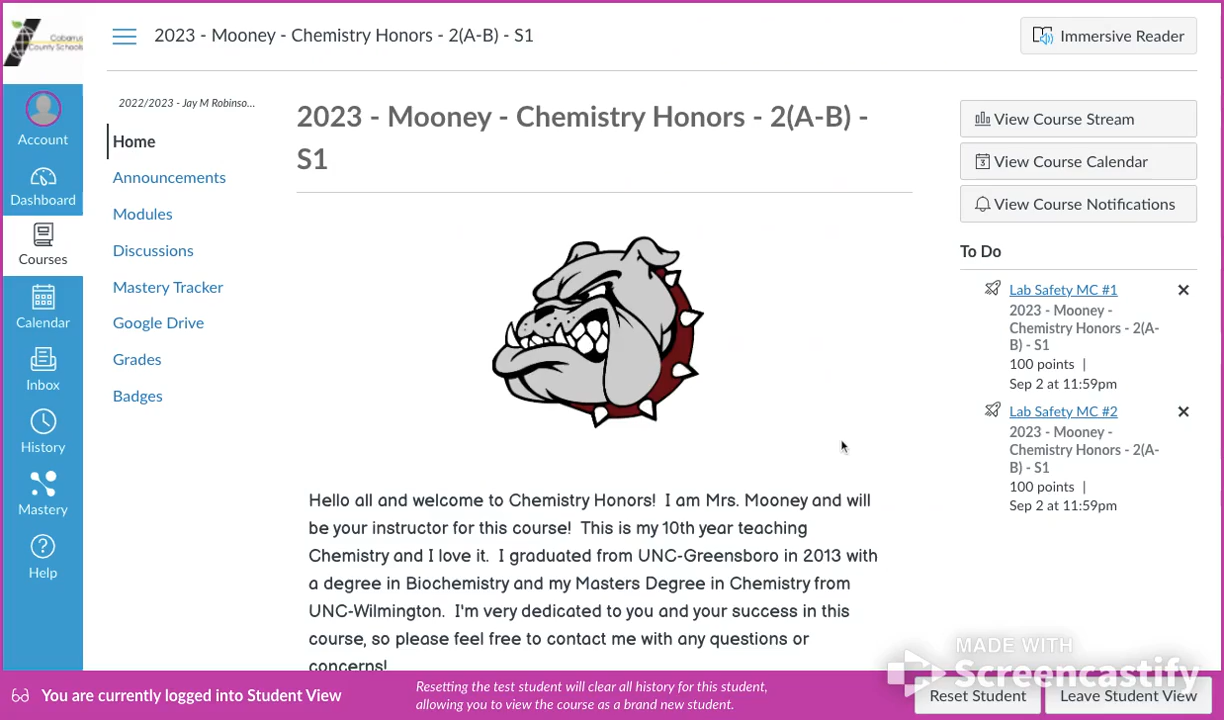 Cabarrus
County Schools
2023 - Mooney - Chemistry Honors - 2(A-B) - S1
Immersive Reader
Account
Dashboard
Courses
Calendar
Inbox
History
Mastery
Help
2022/2023 - Jay M Robinso...
Home
Announcements
Modules
Discussions
Mastery Tracker
Google Drive
Grades
Badges
2023 - Mooney - Chemistry Honors - 2(A-B) -
S1
Hello all and welcome to Chemistry Honors! I am Mrs. Mooney and will
be your instructor for this course! This is my 10th year teaching
Chemistry and I love it. I graduated from UNC-Greensboro in 2013 with
a degree in Biochemistry and my Masters Degree in Chemistry from
UNC-Wilmington. I'm very dedicated to you and your success in this
course, so please feel free to contact me with any questions or
concerns!
View Course Stream
3
View Course Calendar
View Course Notifications
To Do
Lab Safety MC #1
2023 - Mooney -
Chemistry Honors - 2(A-
B) - S1
100 points |
Sep 2 at 11:59pm
Lab Safety MC #2
2023 - Mooney -
Chemistry Honors - 2(A-
B) - S1
100 points |
Sep 2 at 11:59pm
MADE WITH
Screencastify
You are currently logged into Student View
Resetting the test student will clear all history for this student,
allowing you to view the course as a brand new student.
Reset Student
Leave Student View